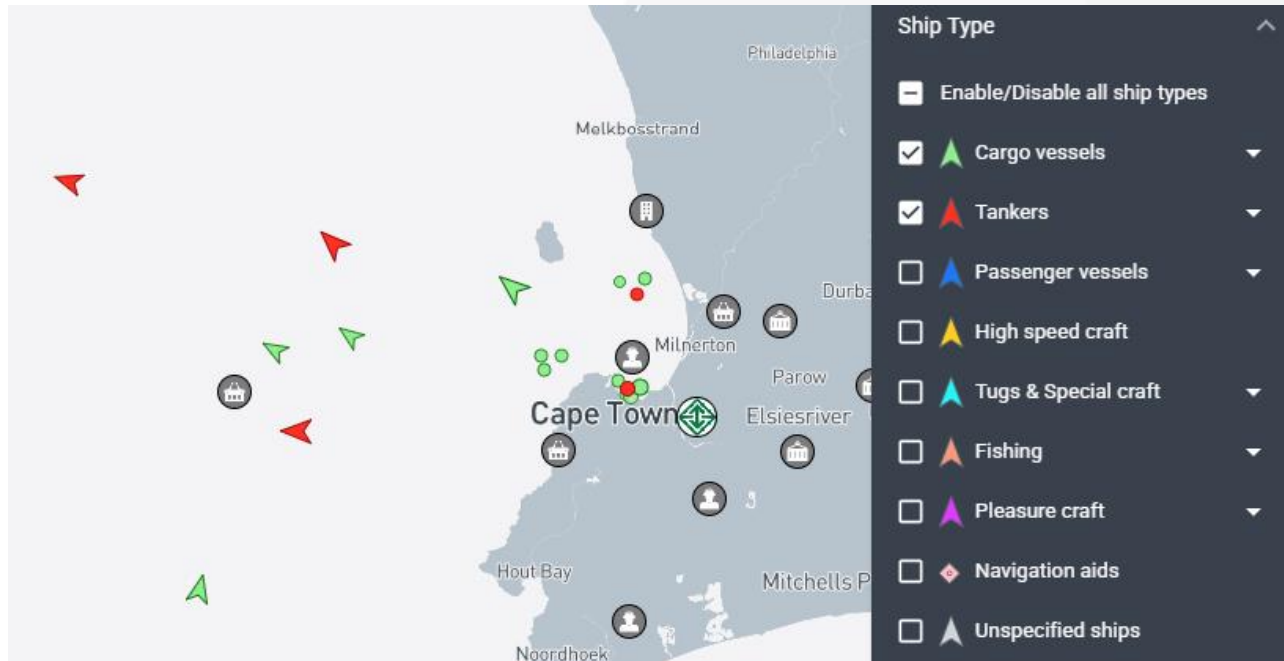 Philadelphia
Melkbosstrand
Durba
Milnerton
Parow
Cape Town
Elsiesriver
Hout Bay
Mitchells P
Noordhoek
Ship Type
Enable/Disable all ship types
Cargo vessels
Tankers
Passenger vessels
High speed craft
Tugs & Special craft
Fishing
Pleasure craft
Navigation aids
Unspecified ships